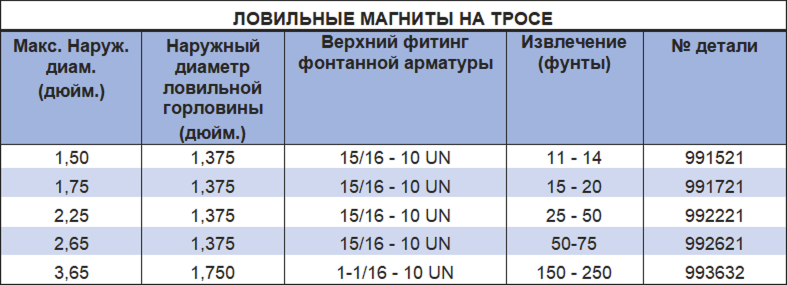 ЛОВИЛЬНЫЕ МАГНИТЫ НА ТРОСЕ
Макс. Наруж. диам. (дюйм.) Наружный диаметр ловильной горловины (дюйм.) Верхний фитинг фонтанной арматуры Извлечение (фунты) № детали
1,50 1,375 15/16 - 10 UN 11 - 14 991521
1,75 1,375 15/16 - 10 UN 15 - 20 991721
2,25 1,375 15/16 - 10 UN 25 - 50 992221
2,65 1,375 15/16 - 10 UN 50-75 992621
3,65 1,750 1-1/16 - 10 UN 150 - 250 993632